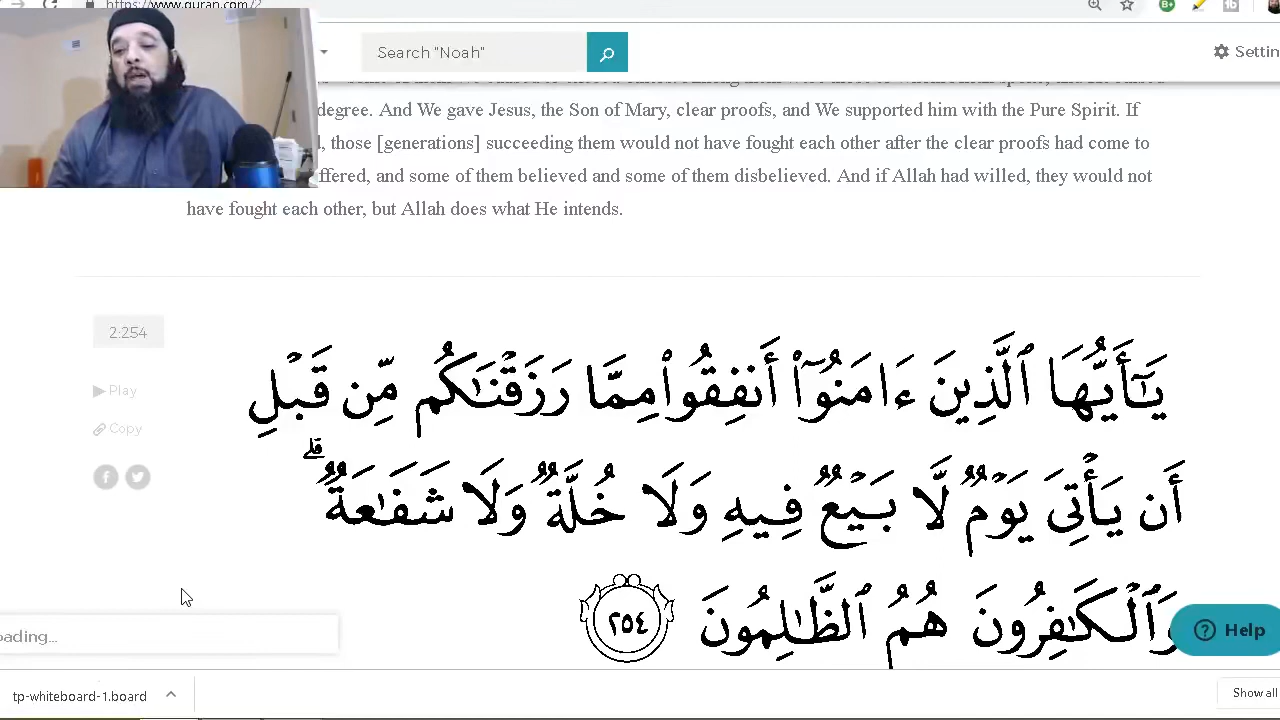 https://www.quran.com/2
Search "Noah"
degree. And We gave Jesus, the Son of Mary, clear proofs, and We supported him with the Pure Spirit. If
those [generations] succeeding them would not have fought each other after the clear proofs had come to
and some of them believed and some of them disbelieved. And if Allah had willed, they would not
have fought each other, but Allah does what He intends.
2:254
Play
Copy
يَـٰٓأَيُّهَا ٱلَّذِينَ ءَامَنُوٓا۟ أَنفِقُوا۟ مِمَّا رَزَقْنَـٰكُم مِّن قَبْلِ
أَن يَأْتِىَ يَوْمٌ لَّا بَيْعٌ فِيهِ وَلَا خُلَّةٌ وَلَا شَفَـٰعَةٌ ۗ
وَٱلْكَـٰفِرُونَ هُمُ ٱلظَّـٰلِمُونَ ٢٥٤
Help
tp-whiteboard-1.board
Show all